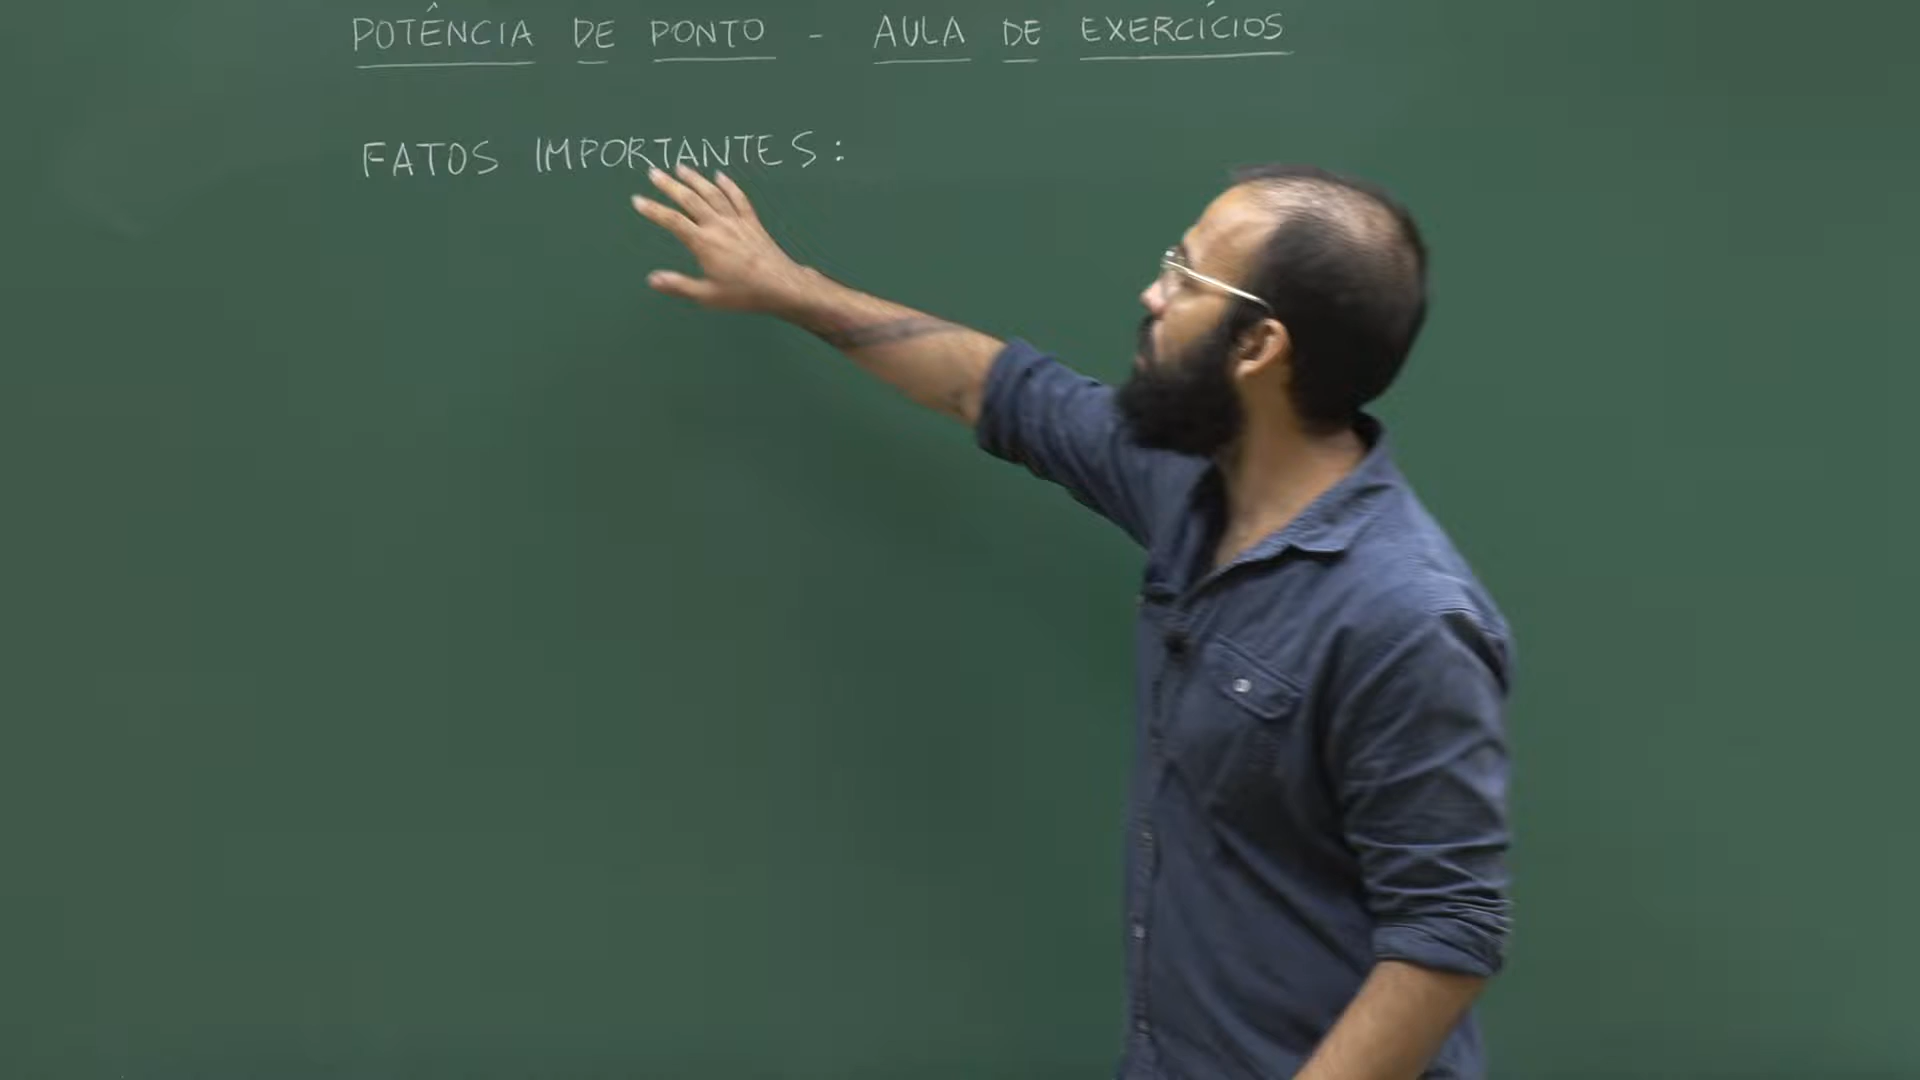 POTÊNCIA DE PONTO - AULA DE EXERCÍCIOS
FATOS IMPORTANTES: